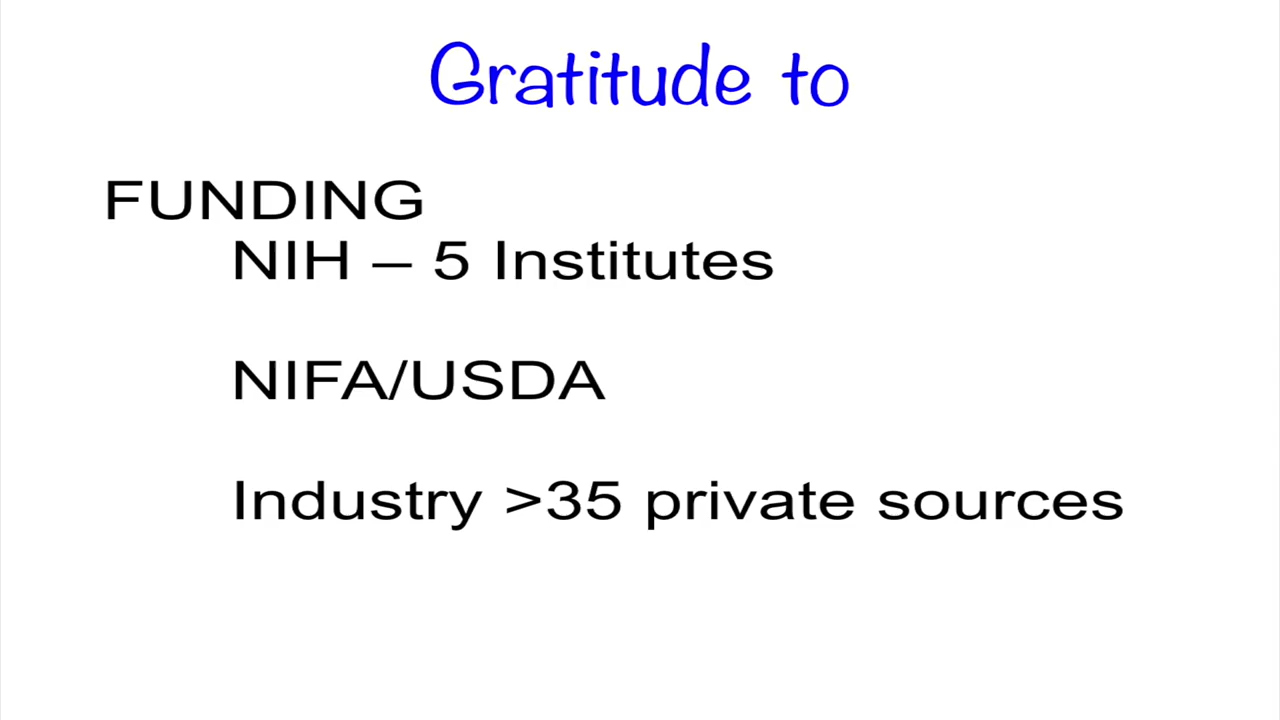 Gratitude to
FUNDING
NIH – 5 Institutes
NIFA/USDA
Industry >35 private sources